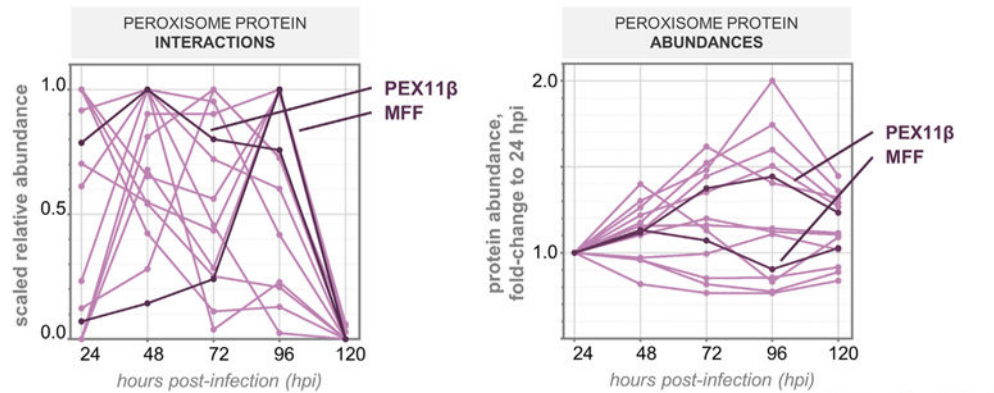 PEROXISOME PROTEIN
INTERACTIONS
scaled relative abundance
1.0
0.5
0.0
24 48 72 96 120
hours post-infection (hpi)
PEX11β
MFF
PEROXISOME PROTEIN
ABUNDANCES
protein abundance,
fold-change to 24 hpi
2.0
1.0
24 48 72 96 120
hours post-infection (hpi)
PEX11β
MFF